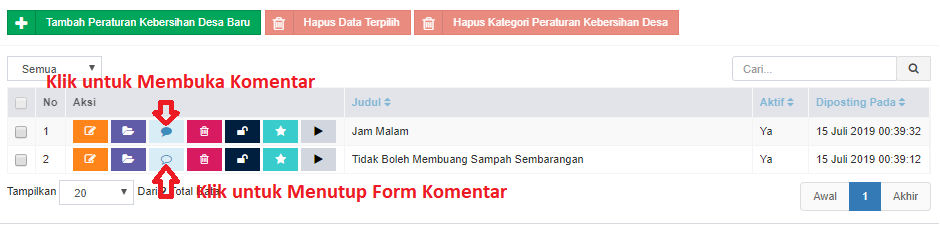 Tambah Peraturan Kebersihan Desa Baru Hapus Data Terpilih Hapus Kategori Peraturan Kebersihan Desa
Semua Cari...
Klik untuk Membuka Komentar
No Aksi Judul Aktif Diposting Pada
1 Jam Malam Ya 15 Juli 2019 00:39:32
2 Tidak Boleh Membuang Sampah Sembarangan Ya 15 Juli 2019 00:39:12
Tampilkan 20 Dari 2 Total Data Awal 1 Akhir
Klik untuk Menutup Form Komentar